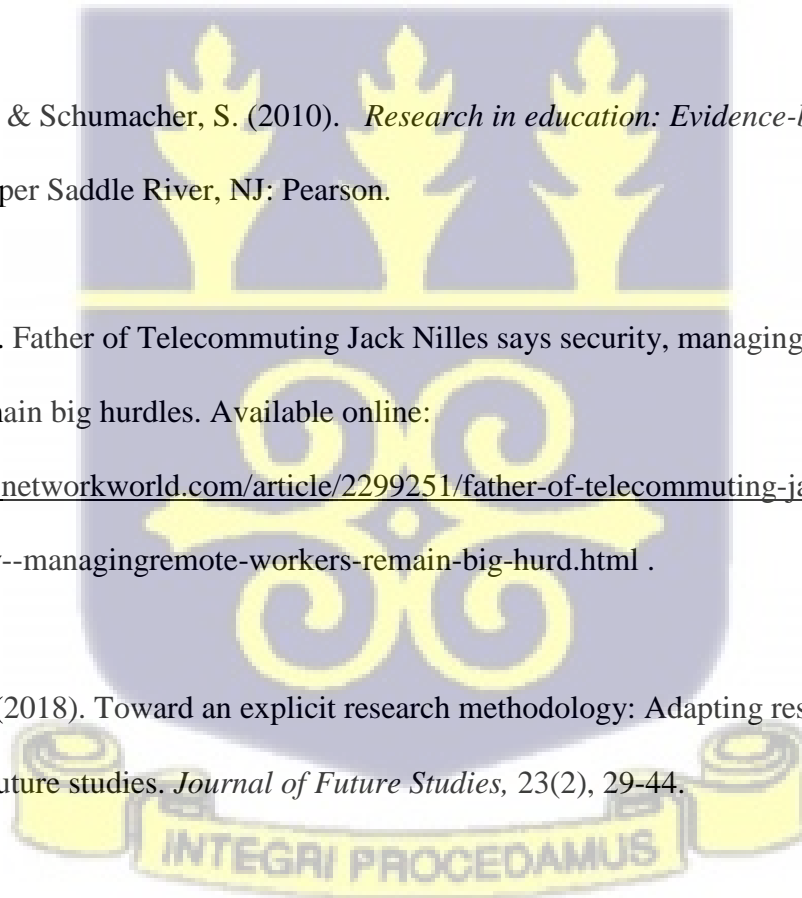 & Schumacher, S. (2010). Research in education: Evidence-
per Saddle River, NJ: Pearson.
. Father of Telecommuting Jack Nilles says security, managing
nain big hurdles. Available online:
networkworld.com/article/2299251/father-of-telecommuting-ja
--managingremote-workers-remain-big-hurd.html .
(2018). Toward an explicit research methodology: Adapting res
uture studies. Journal of Future Studies, 23(2), 29-44.
INTEGRI PROCEDAMUS